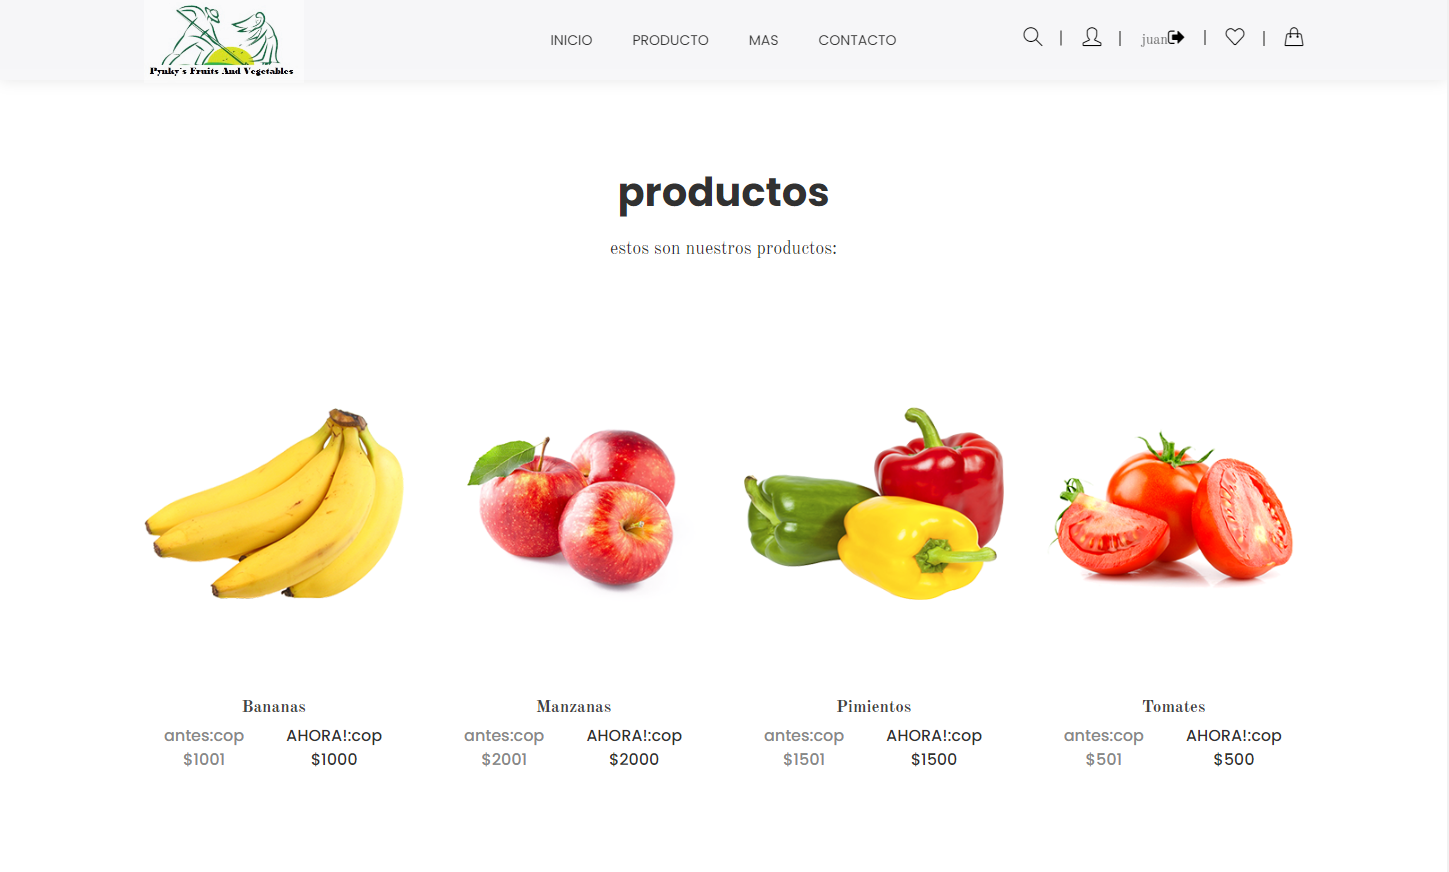 Pynky's Fruits And Vegetables
INICIO PRODUCTO MAS CONTACTO
| | juan | |
productos
estos son nuestros productos:
Bananas
antes:cop AHORA!:cop
$1001 $1000
Manzanas
antes:cop AHORA!:cop
$2001 $2000
Pimientos
antes:cop AHORA!:cop
$1501 $1500
Tomates
antes:cop AHORA!:cop
$501 $500